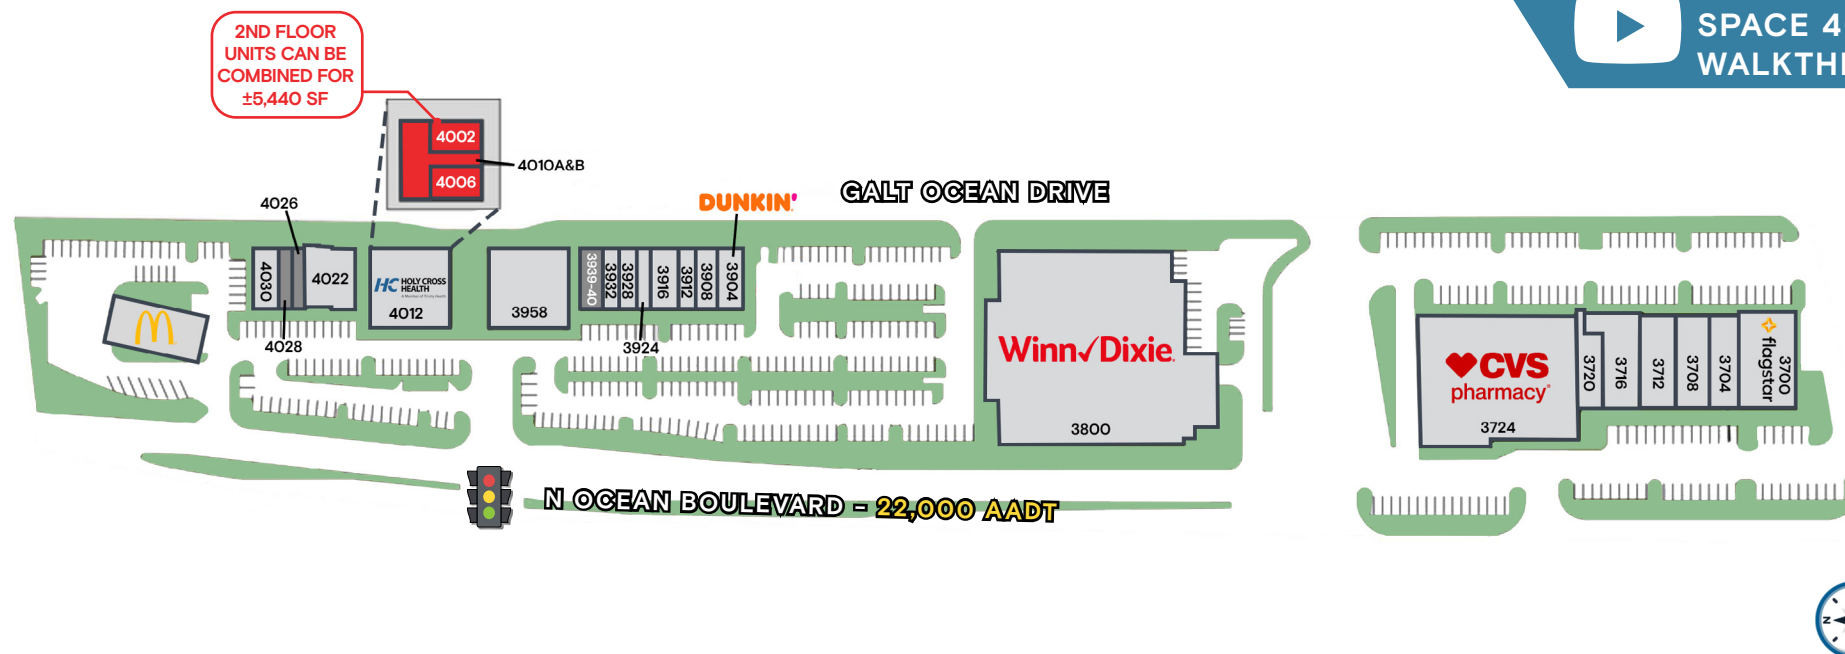 2ND FLOOR
UNITS CAN BE
COMBINED FOR
±5,440 SF
SPACE 4
WALKTH
4002
4010A&B
4006
DUNKIN'
GALT OCEAN DRIVE
4026
4030
4022
4028
HC HOLY CROSS
HEALTH
4012
3958
3939-40
3932
3928
3924
3916
3912
3908
3904
Winn✓Dixie
3800
CVS
pharmacy
3724
3720
3716
3712
3708
3704
flagstar
3700
N OCEAN BOULEVARD - 22,000 AADT
N